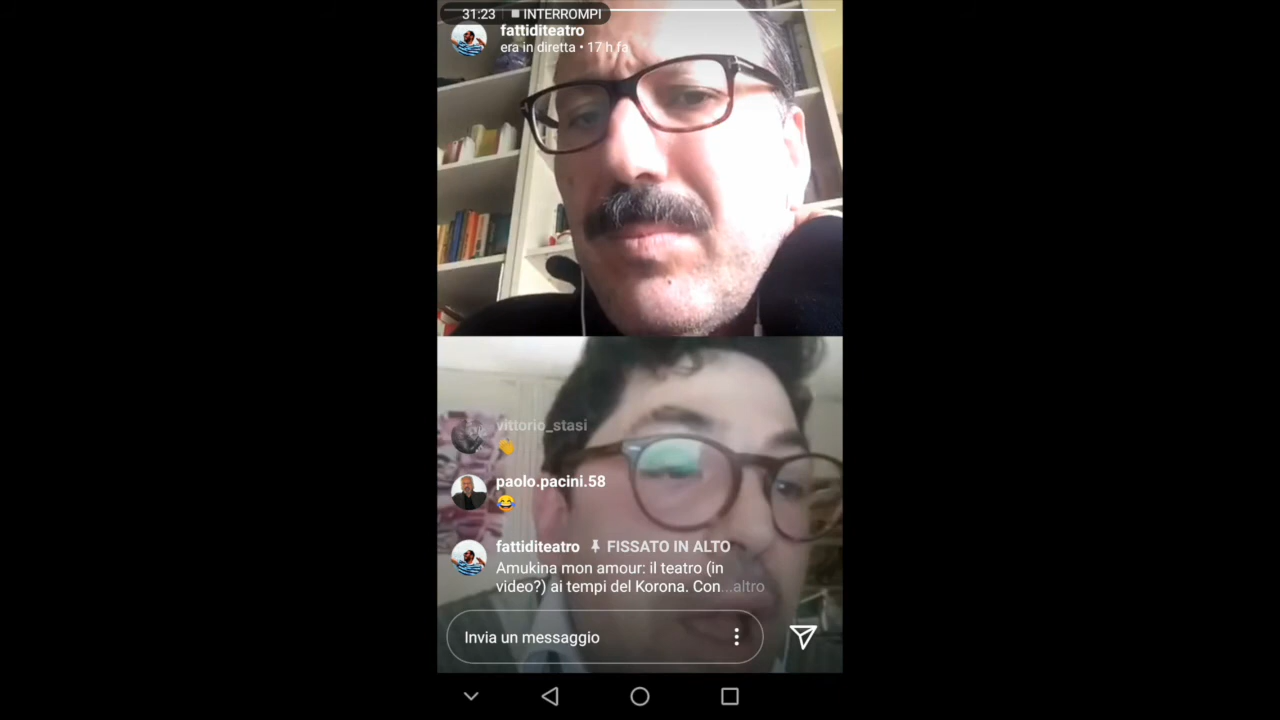 31:23 INTERROMPI
fattiditeatro
era in diretta • 17 h fa
vittorio_stasi
👏
paolo.pacini.58
😂
fattiditeatro FISSATO IN ALTO
Amukina mon amour: il teatro (in
video?) ai tempi del Korona. Con...altro
Invia un messaggio